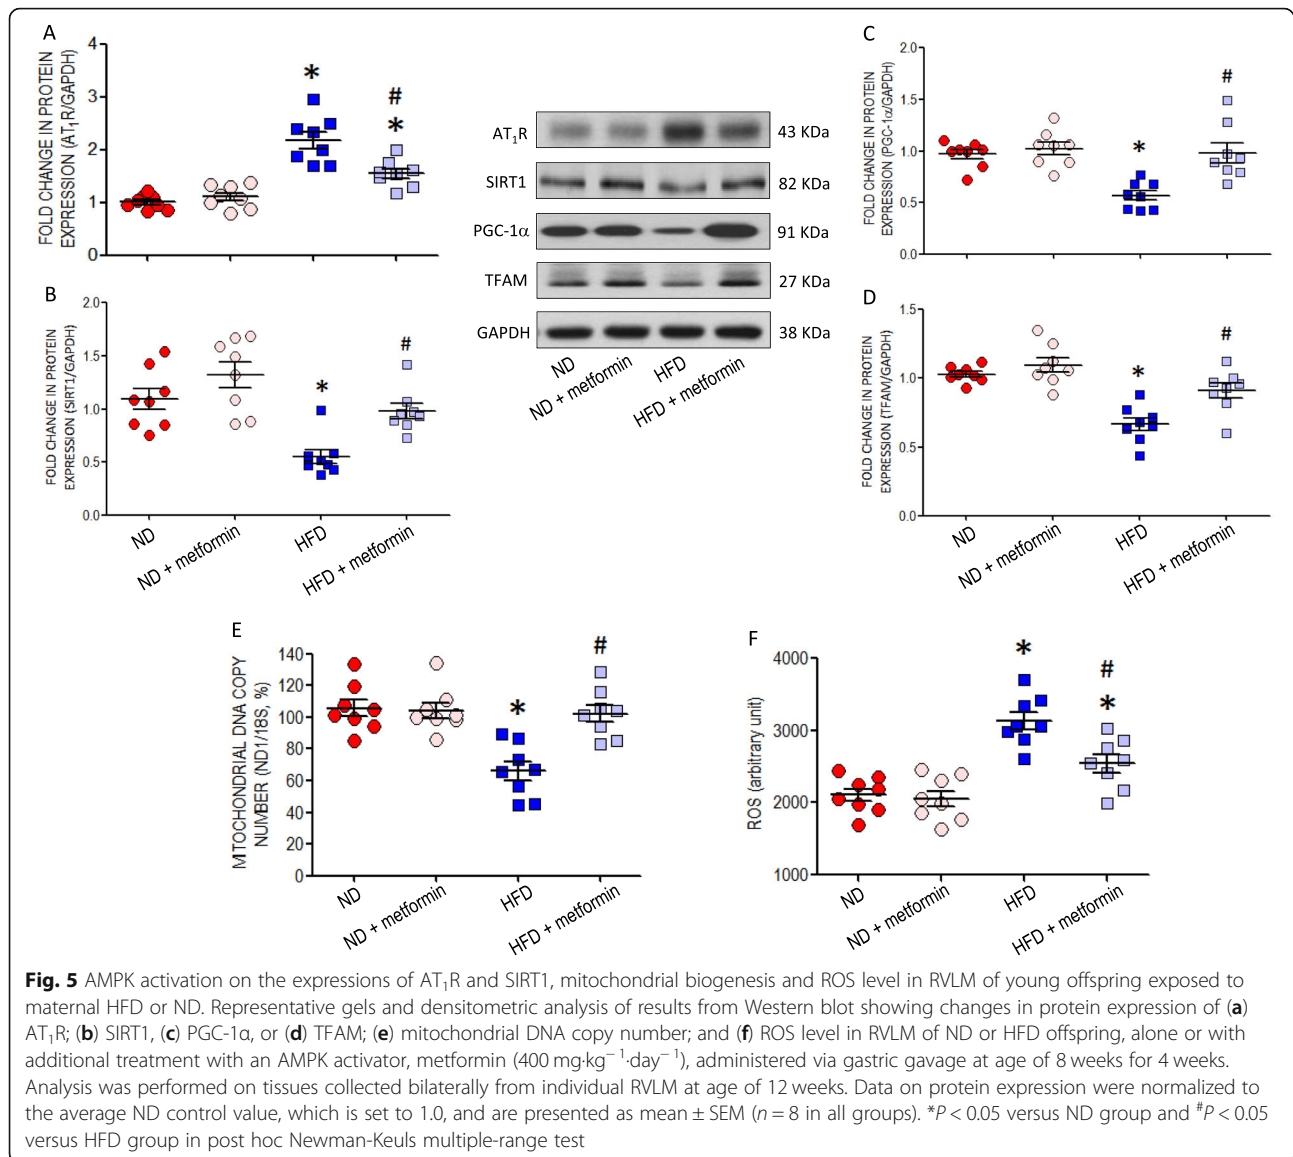 A
FOLD CHANGE IN PROTEIN
EXPRESSION (AT1R/GAPDH)
4
3
2
1
0
*
#
*
B
FOLD CHANGE IN PROTEIN
EXPRESSION (SIRT1/GAPDH)
2.0
1.5
1.0
0.5
0.0
*
#
ND
ND + metformin
HFD
HFD + metformin
AT1R 43 KDa
SIRT1 82 KDa
PGC-1α 91 KDa
TFAM 27 KDa
GAPDH 38 KDa
ND
ND + metformin
HFD
HFD + metformin
C
FOLD CHANGE IN PROTEIN
EXPRESSION (PGC-1α/GAPDH)
2.0
1.5
1.0
0.5
0.0
*
#
D
FOLD CHANGE IN PROTEIN
EXPRESSION (TFAM/GAPDH)
1.5
1.0
0.5
0.0
*
#
ND
ND + metformin
HFD
HFD + metformin
E
MITOCHONDRIAL DNA COPY
NUMBER (ND1/18S, %)
140
120
100
80
60
40
20
0
*
#
ND
ND + metformin
HFD
HFD + metformin
F
ROS (arbitrary unit)
4000
3000
2000
1000
*
#
*
ND
ND + metformin
HFD
HFD + metformin
Fig. 5 AMPK activation on the expressions of AT1R and SIRT1, mitochondrial biogenesis and ROS level in RVLM of young offspring exposed to
maternal HFD or ND. Representative gels and densitometric analysis of results from Western blot showing changes in protein expression of (a)
AT1R; (b) SIRT1, (c) PGC-1α, or (d) TFAM; (e) mitochondrial DNA copy number; and (f) ROS level in RVLM of ND or HFD offspring, alone or with
additional treatment with an AMPK activator, metformin (400 mg·kg−1·day−1), administered via gastric gavage at age of 8 weeks for 4 weeks.
Analysis was performed on tissues collected bilaterally from individual RVLM at age of 12 weeks. Data on protein expression were normalized to
the average ND control value, which is set to 1.0, and are presented as mean ± SEM (n = 8 in all groups). *P < 0.05 versus ND group and #P < 0.05
versus HFD group in post hoc Newman-Keuls multiple-range test